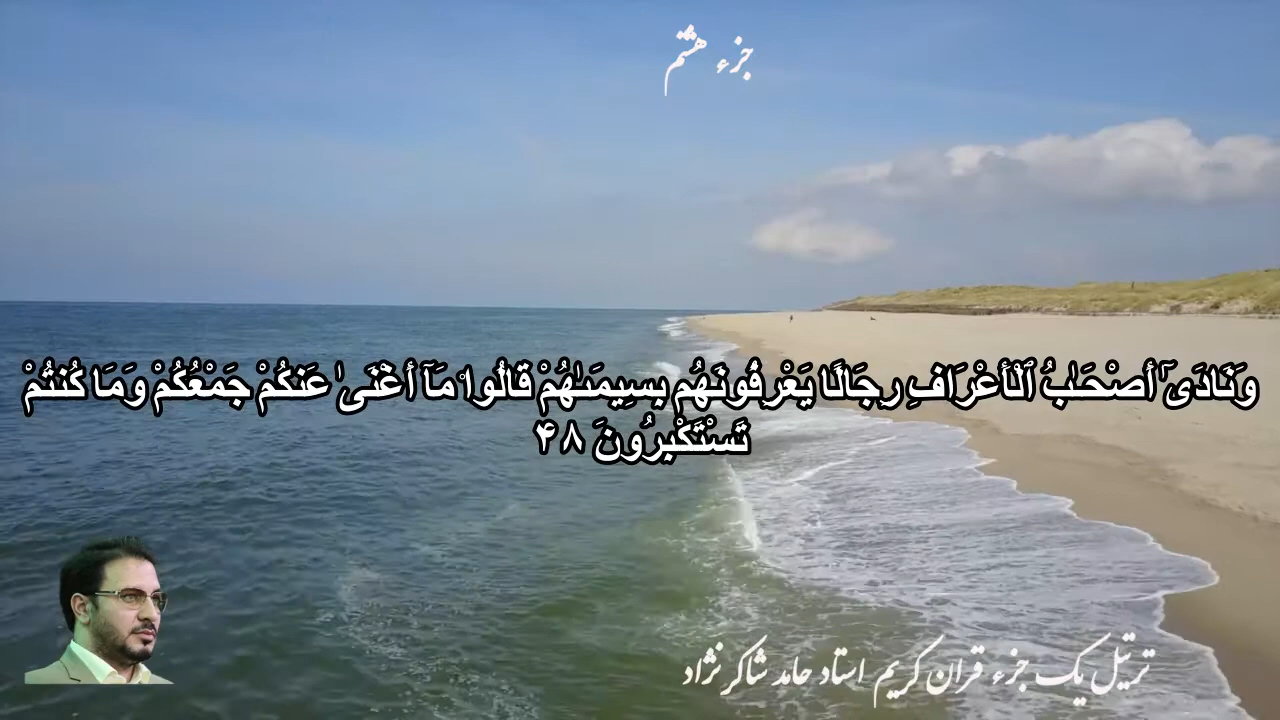 جزء هشتم
وَنَادَىٰٓ أَصْحَـٰبُ ٱلْأَعْرَافِ رِجَالًا يَعْرِفُونَهُم بِسِيمَىٰهُمْ قَالُوا۟ مَآ أَغْنَىٰ عَنكُمْ جَمْعُكُمْ وَمَا كُنتُمْ
تَسْتَكْبِرُونَ ۴۸
ترتیل یک جزء قران کریم استاد حامد شاکرنژاد